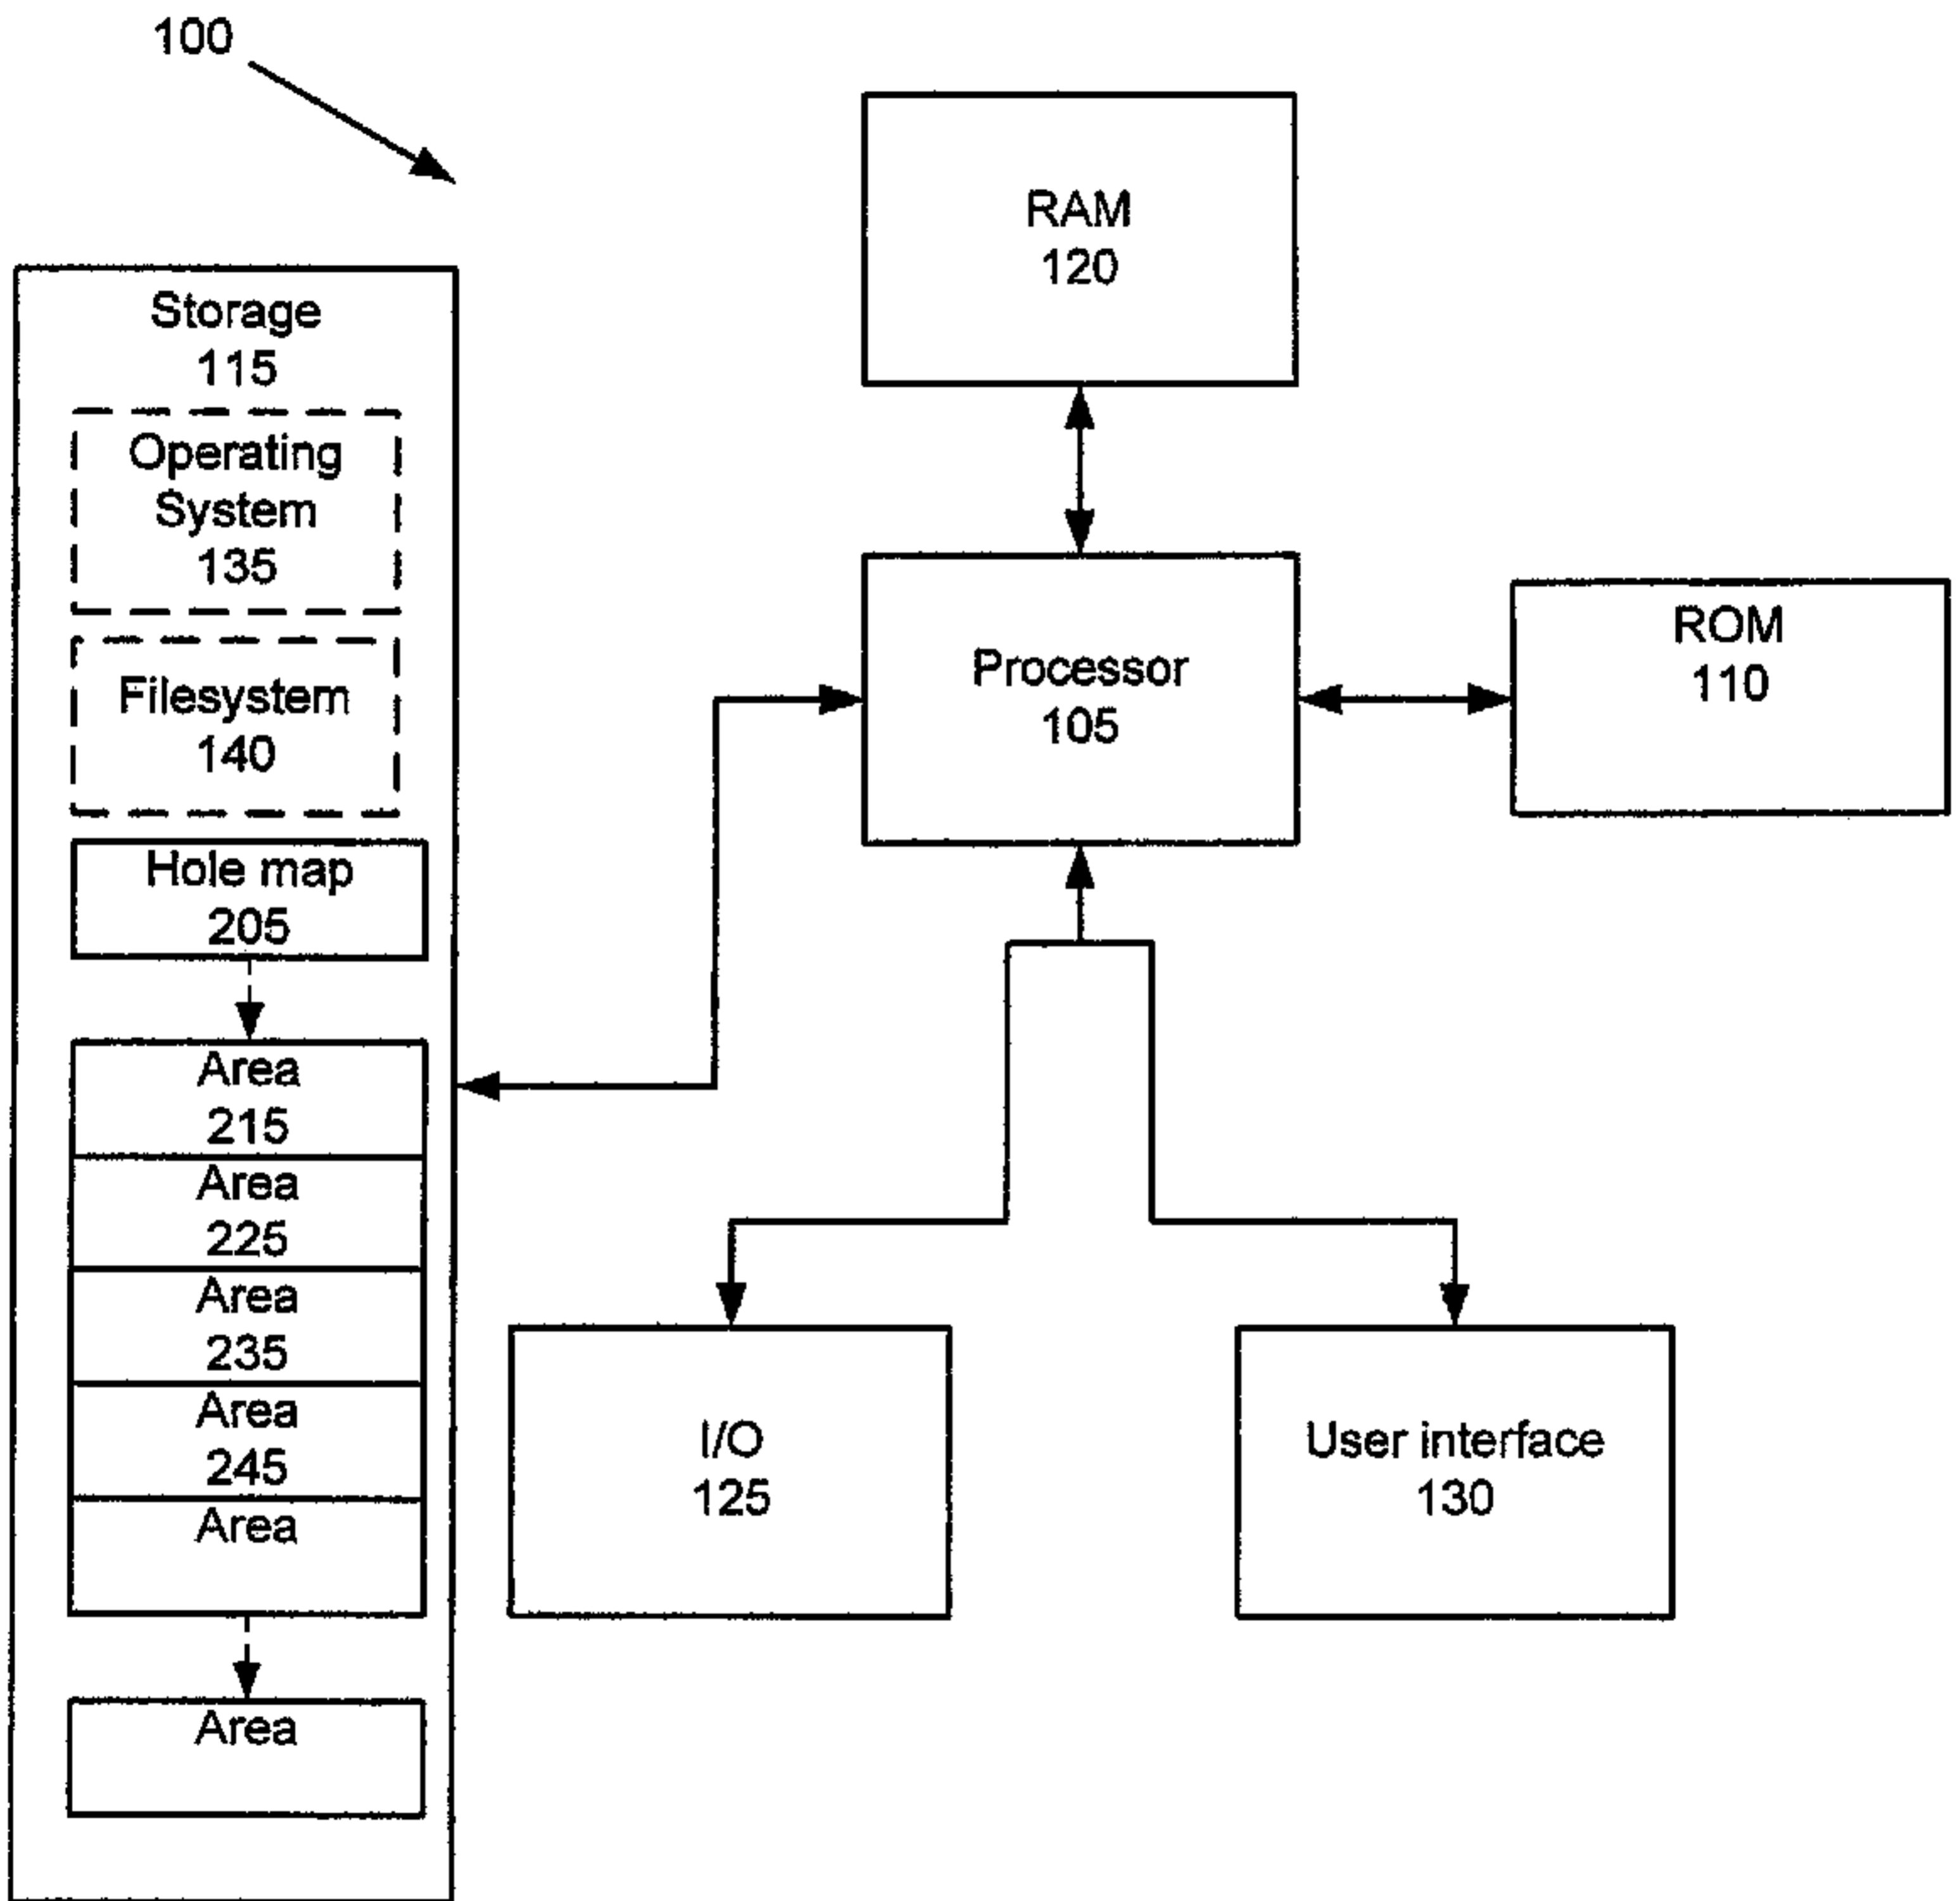 100
RAM
120
Storage
115
Operating
System
135
Filesystem
140
Processor
105
ROM
110
Hole map
205
Area
215
Area
225
Area
235
Area
245
Area
Area
I/O
125
User interface
130